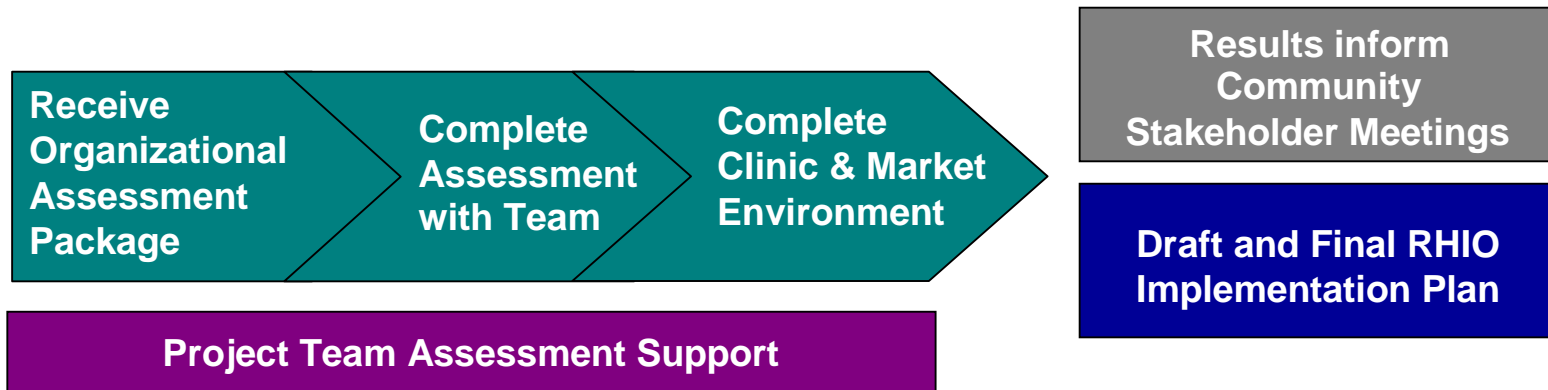 Receive
Organizational
Assessment
Package
Complete
Assessment
with Team
Complete
Clinic & Market
Environment
Results inform
Community
Stakeholder Meetings
Draft and Final RHIO
Implementation Plan
Project Team Assessment Support